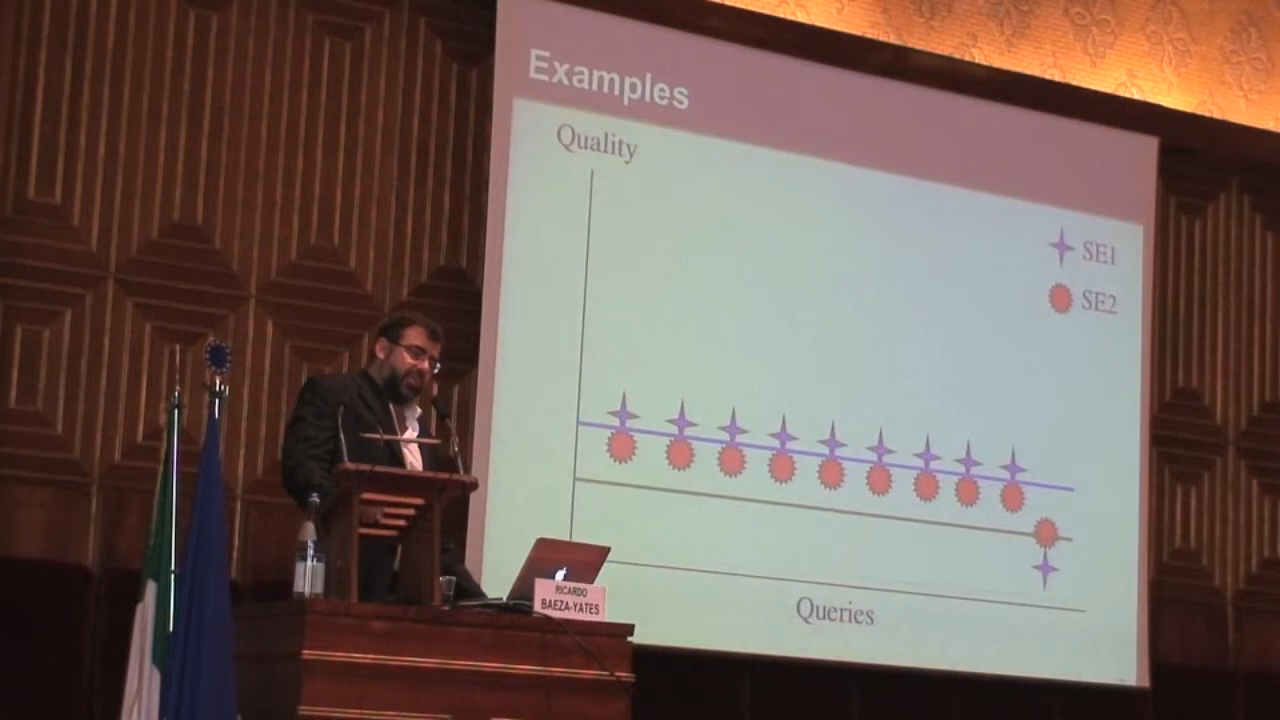 Examples
Quality
SE1
SE2
Queries
RICARDO
BAEZA-YATES